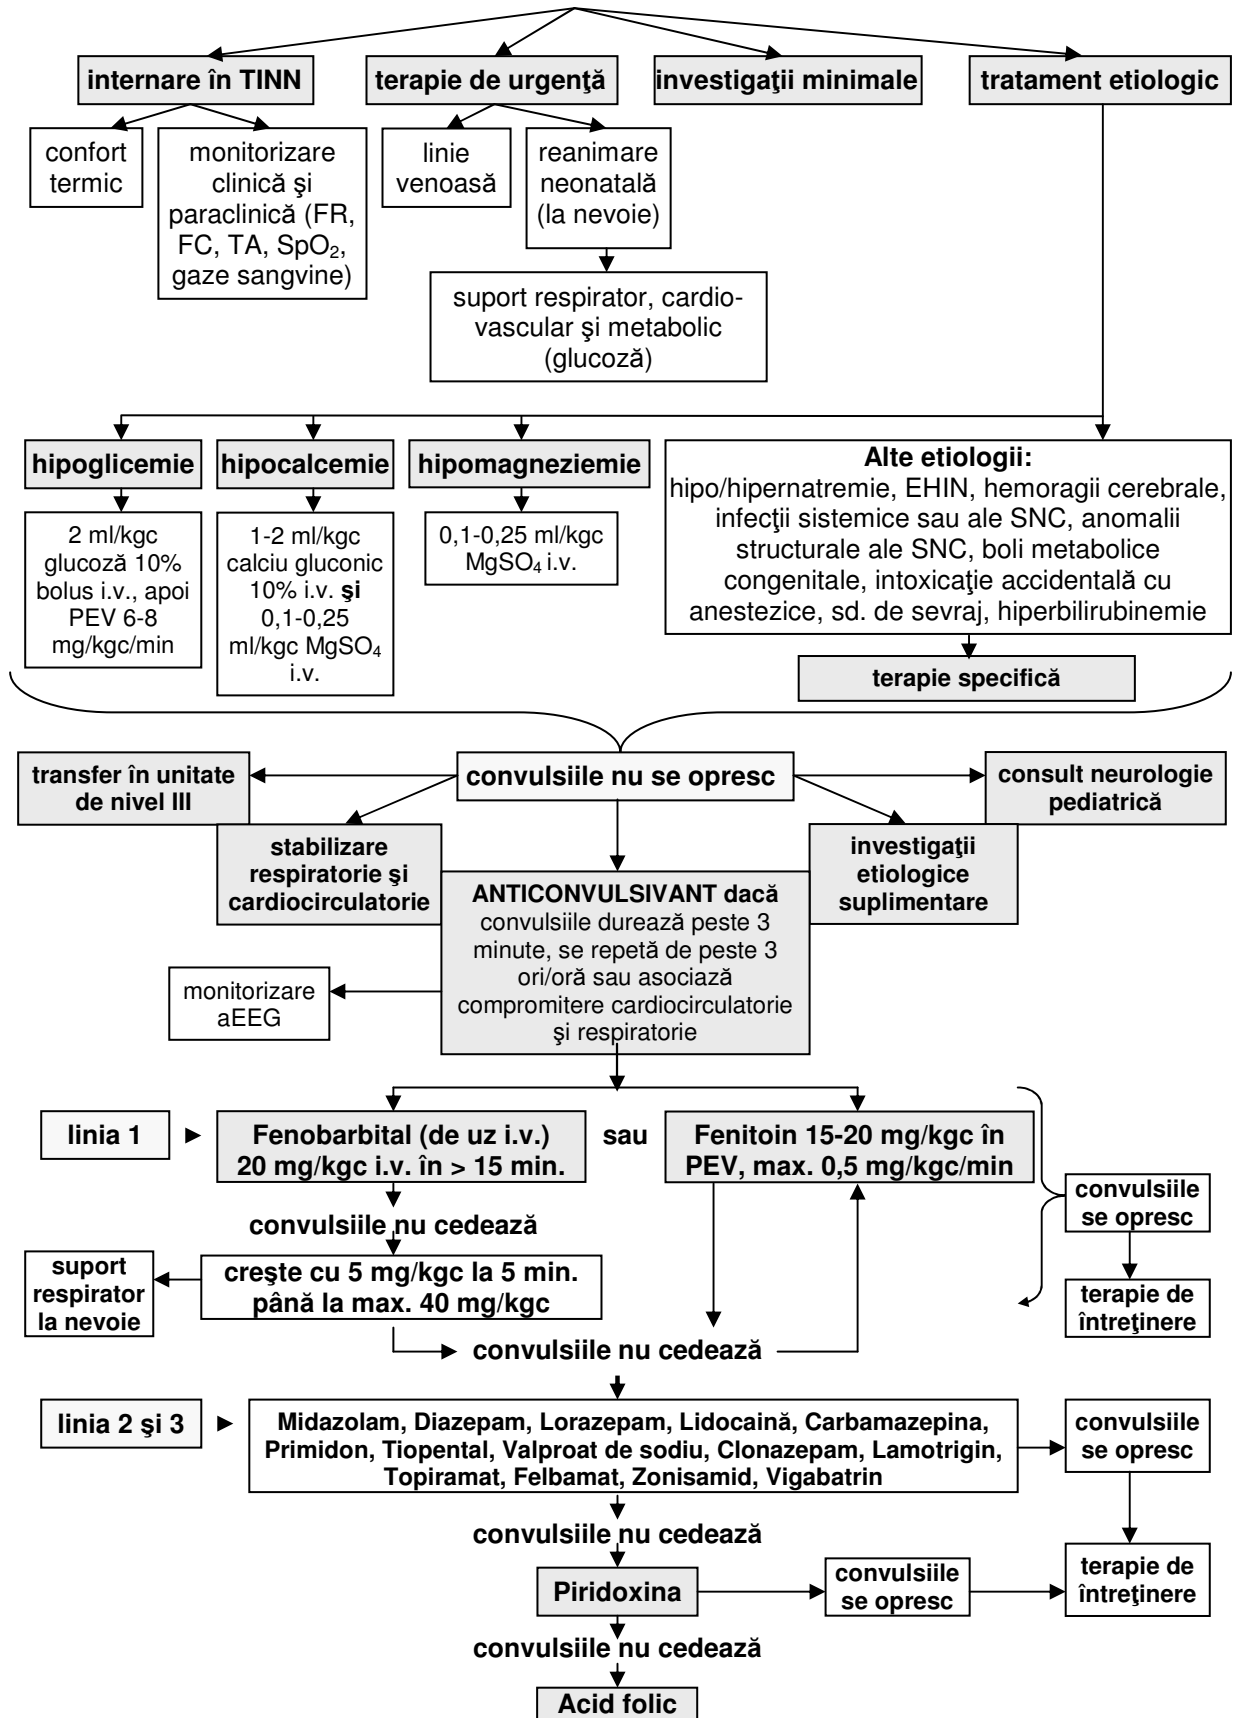 internare în TINN
terapie de urgenţă
investigaţii minimale
tratament etiologic
confort
termic
monitorizare
clinică şi
paraclinică (FR,
FC, TA, SpO₂,
gaze sangvine)
linie
venoasă
reanimare
neonatală
(la nevoie)
suport respirator, cardio-
vascular şi metabolic
(glucoză)
hipoglicemie
hipocalcemie
hipomagneziemie
2 ml/kgc
glucoză 10%
bolus i.v., apoi
PEV 6-8
mg/kgc/min
1-2 ml/kgc
calciu gluconic
10% i.v. şi
0,1-0,25
ml/kgc MgSO₄
i.v.
0,1-0,25 ml/kgc
MgSO₄ i.v.
Alte etiologii:
hipo/hipernatremie, EHIN, hemoragii cerebrale,
infecţii sistemice sau ale SNC, anomalii
structurale ale SNC, boli metabolice
congenitale, intoxicaţie accidentală cu
anestezice, sd. de sevraj, hiperbilirubinemie
terapie specifică
transfer în unitate
de nivel III
convulsiile nu se opresc
consult neurologie
pediatrică
stabilizare
respiratorie şi
cardiocirculatorie
investigaţii
etiologice
suplimentare
ANTICONVULSIVANT dacă
convulsiile durează peste 3
minute, se repetă de peste 3
ori/oră sau asociază
compromitere cardiocirculatorie
şi respiratorie
monitorizare
aEEG
linia 1 ►
Fenobarbital (de uz i.v.)
20 mg/kgc i.v. în > 15 min.
sau
Fenitoin 15-20 mg/kgc în
PEV, max. 0,5 mg/kgc/min
convulsiile
se opresc
convulsiile nu cedează
suport
respirator
la nevoie
creşte cu 5 mg/kgc la 5 min.
până la max. 40 mg/kgc
terapie de
întreţinere
convulsiile nu cedează
linia 2 şi 3 ►
Midazolam, Diazepam, Lorazepam, Lidocaină, Carbamazepina,
Primidon, Tiopental, Valproat de sodiu, Clonazepam, Lamotrigin,
Topiramat, Felbamat, Zonisamid, Vigabatrin
convulsiile
se opresc
convulsiile nu cedează
Piridoxina
convulsiile
se opresc
terapie de
întreţinere
convulsiile nu cedează
Acid folic